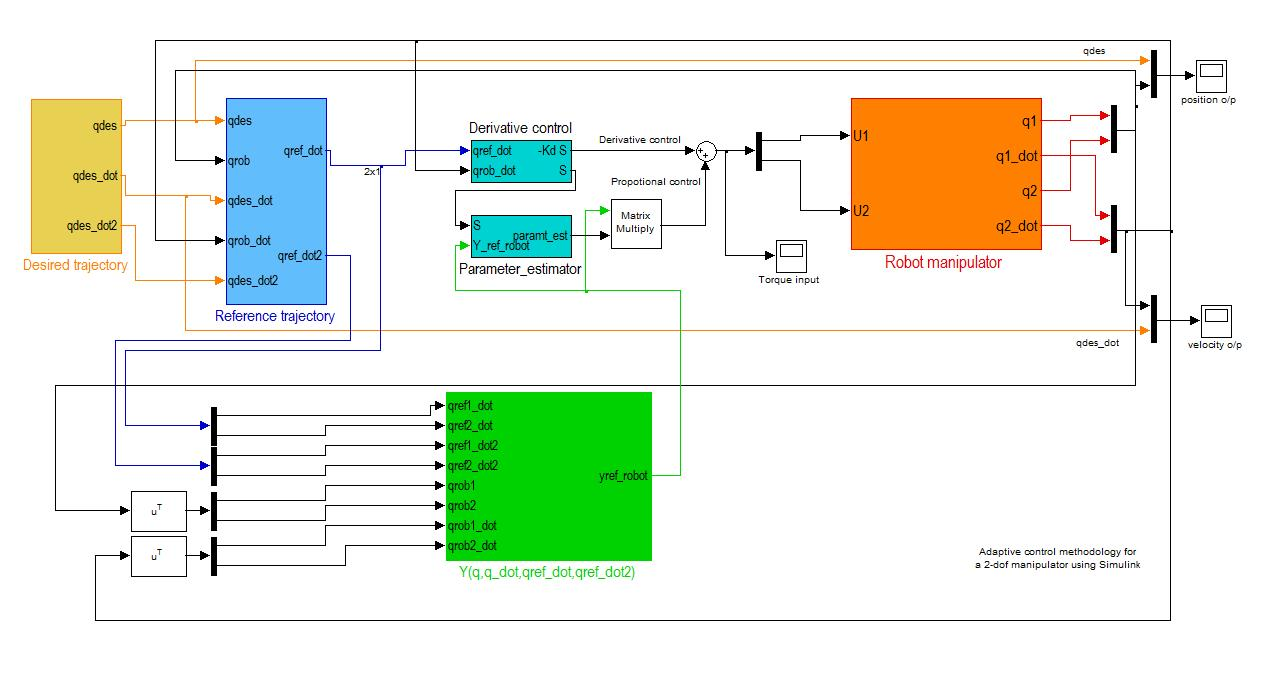 qdes
position o/p
qdes
qdes_dot
qdes_dot2
Desired trajectory
qdes
qrob
qdes_dot
qrob_dot
qdes_dot2
qref_dot
qref_dot2
Reference trajectory
2x1
Derivative control
qref_dot
qrob_dot
-Kd S
S
Derivative control
Propotional control
S
Y_ref_robot
paramt_est
Parameter_estimator
Matrix
Multiply
++
Torque input
U1
U2
q1
q1_dot
q2
q2_dot
Robot manipulator
qdes_dot
velocity o/p
qref1_dot
qref2_dot
qref1_dot2
qref2_dot2
qrob1
qrob2
qrob1_dot
qrob2_dot
yref_robot
Y(q,q_dot,qref_dot,qref_dot2)
uT
uT
Adaptive control methodology for
a 2-dof manipulator using Simulink